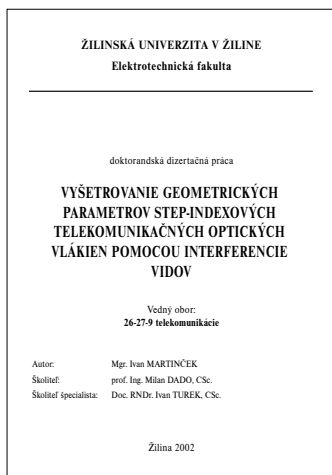 ŽILINSKÁ UNIVERZITA V ŽILINE
Elektrotechnická fakulta
doktorandská dizertačná práca
VYŠETROVANIE GEOMETRICKÝCH
PARAMETROV STEP-INDEXOVÝCH
TELEKOMUNIKAČNÝCH OPTICKÝCH
VLÁKIEN POMOCOU INTERFERENCIE
VIDOV
Vedný obor:
26-27-9 telekomunikácie
Autor: Mgr. Ivan MARTINČEK
Školiteľ: prof. Ing. Milan DADO, CSc.
Školiteľ špecialista: Doc. RNDr. Ivan TUREK, CSc.
Žilina 2002